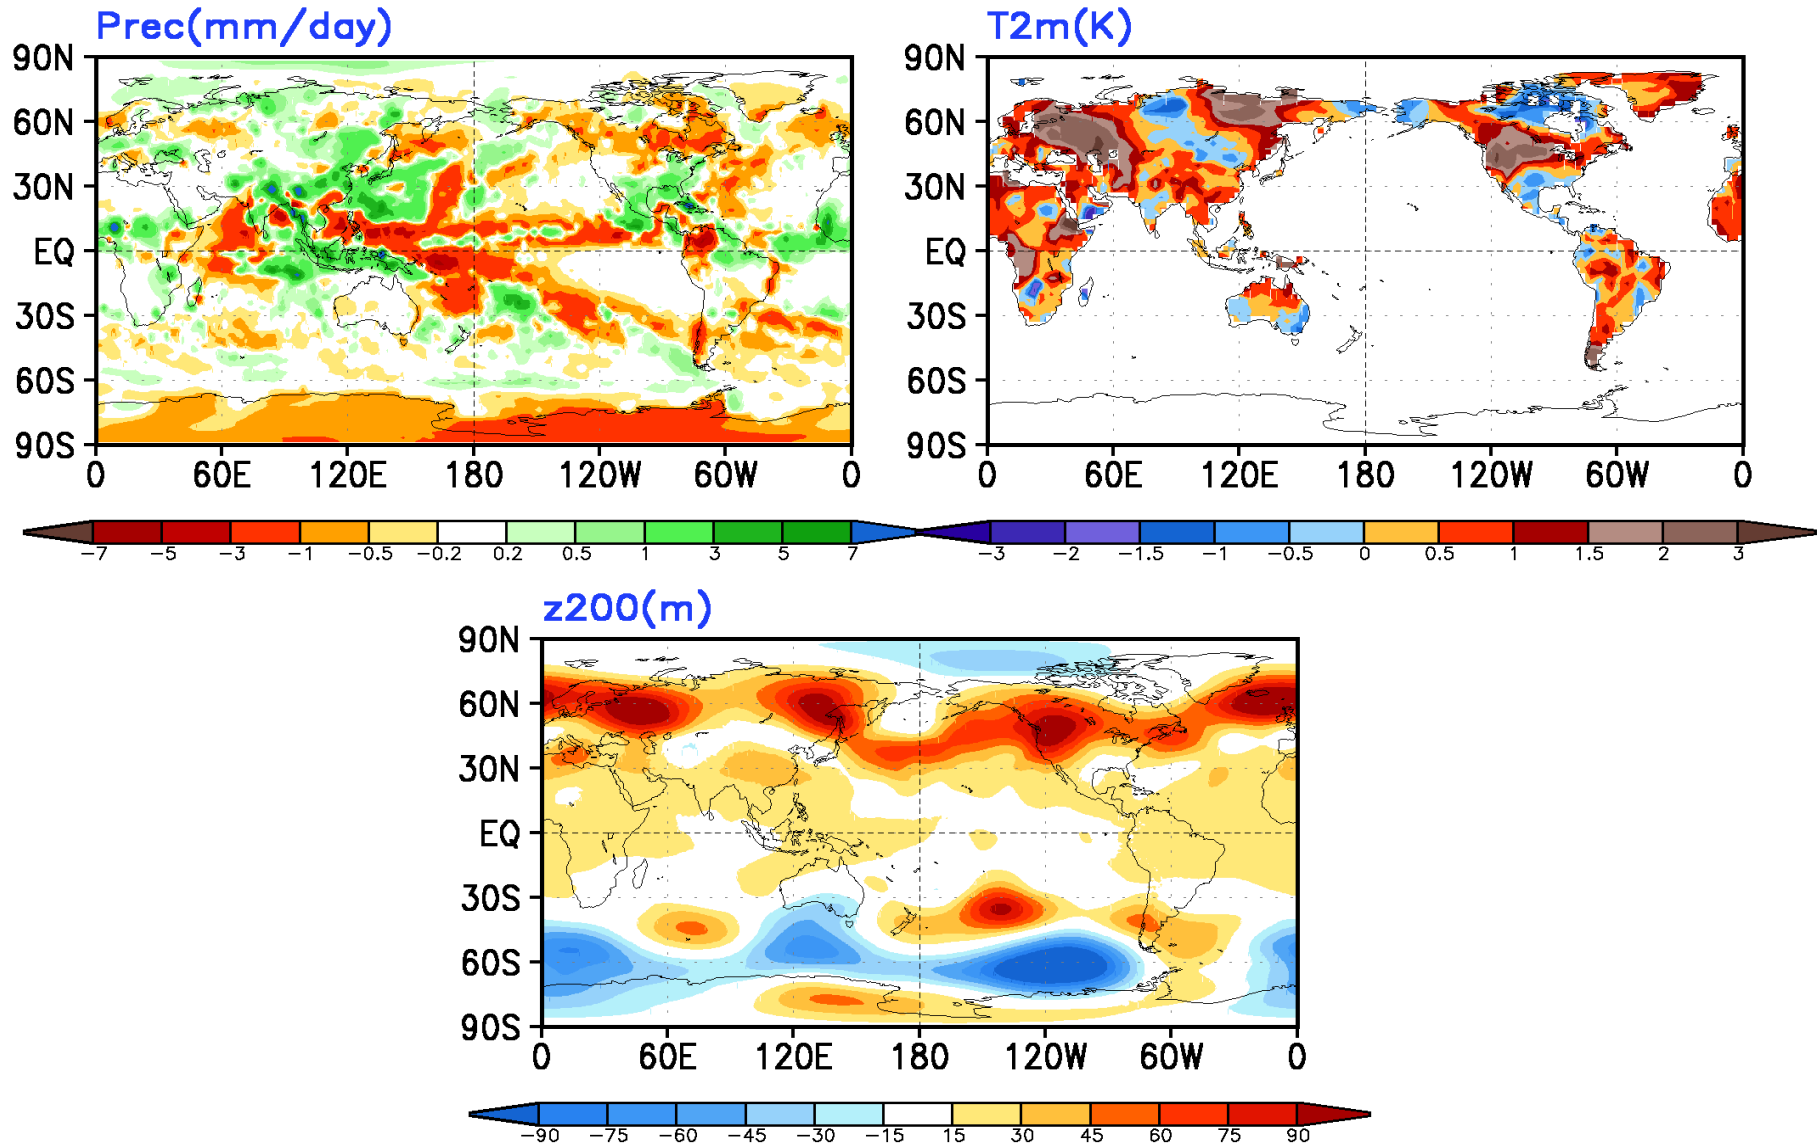 Prec(mm/day)
90N
60N
30N
EQ
30S
60S
90S
0 60E 120E 180 120W 60W 0
-7 -5 -3 -1 -0.5 -0.2 0.2 0.5 1 3 5 7
T2m(K)
90N
60N
30N
EQ
30S
60S
90S
0 60E 120E 180 120W 60W 0
-3 -2 -1.5 -1 -0.5 0 0.5 1 1.5 2 3
z200(m)
90N
60N
30N
EQ
30S
60S
90S
0 60E 120E 180 120W 60W 0
-90 -75 -60 -45 -30 -15 15 30 45 60 75 90